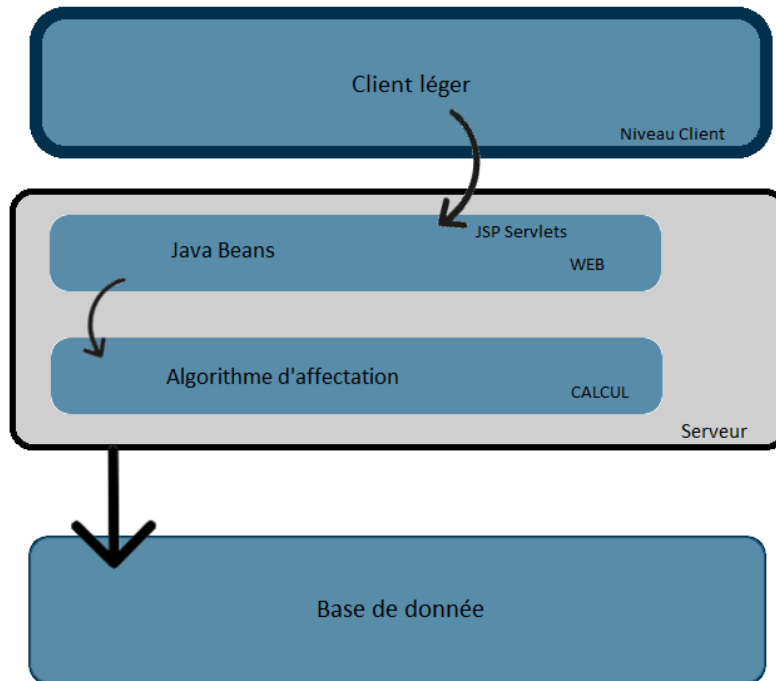 Client léger
Niveau Client
JSP Servlets
Java Beans
WEB
Algorithme d'affectation
CALCUL
Serveur
Base de donnée